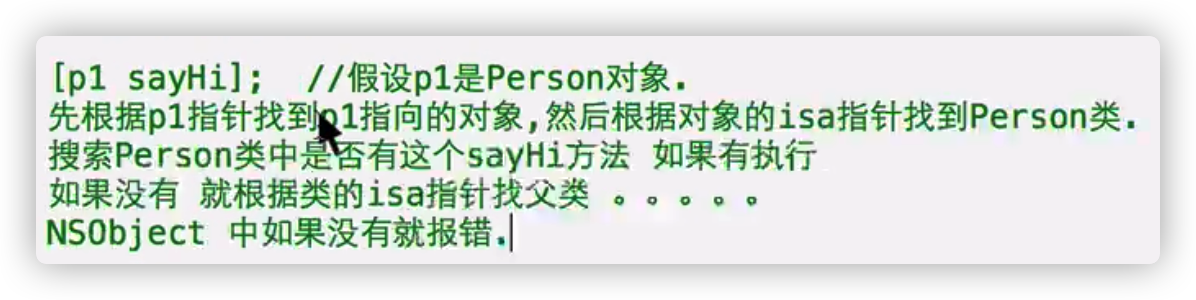 [p1 sayHi];  //假设p1是Person对象.
先根据p1指针找到p1指向的对象,然后根据对象的isa指针找到Person类.
搜索Person类中是否有这个sayHi方法 如果有执行
如果没有 就根据类的isa指针找父类 。。。。。
NSObject 中如果没有就报错.